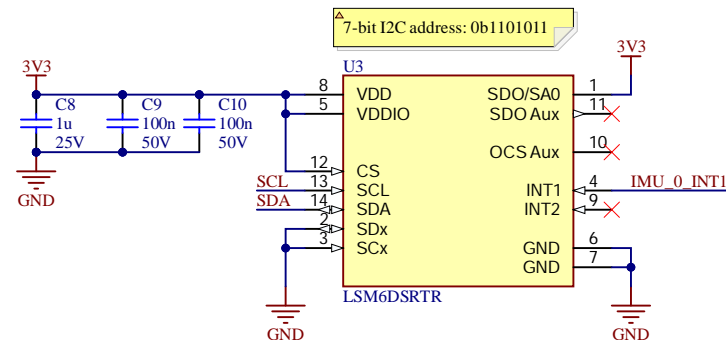 7-bit I2C address: 0b1101011
3V3
3V3
U3
C8
1u
25V
C9
100n
50V
C10
100n
50V
GND
8 VDD
5 VDDIO
12 CS
SCL 13 SCL
SDA 14 SDA
2 SDx
3 SCx
SDO/SA0 1
SDO Aux 11
OCS Aux 10
INT1 4 IMU_0_INT1
INT2 9
GND 6
GND 7
LSM6DSRTR
GND
GND